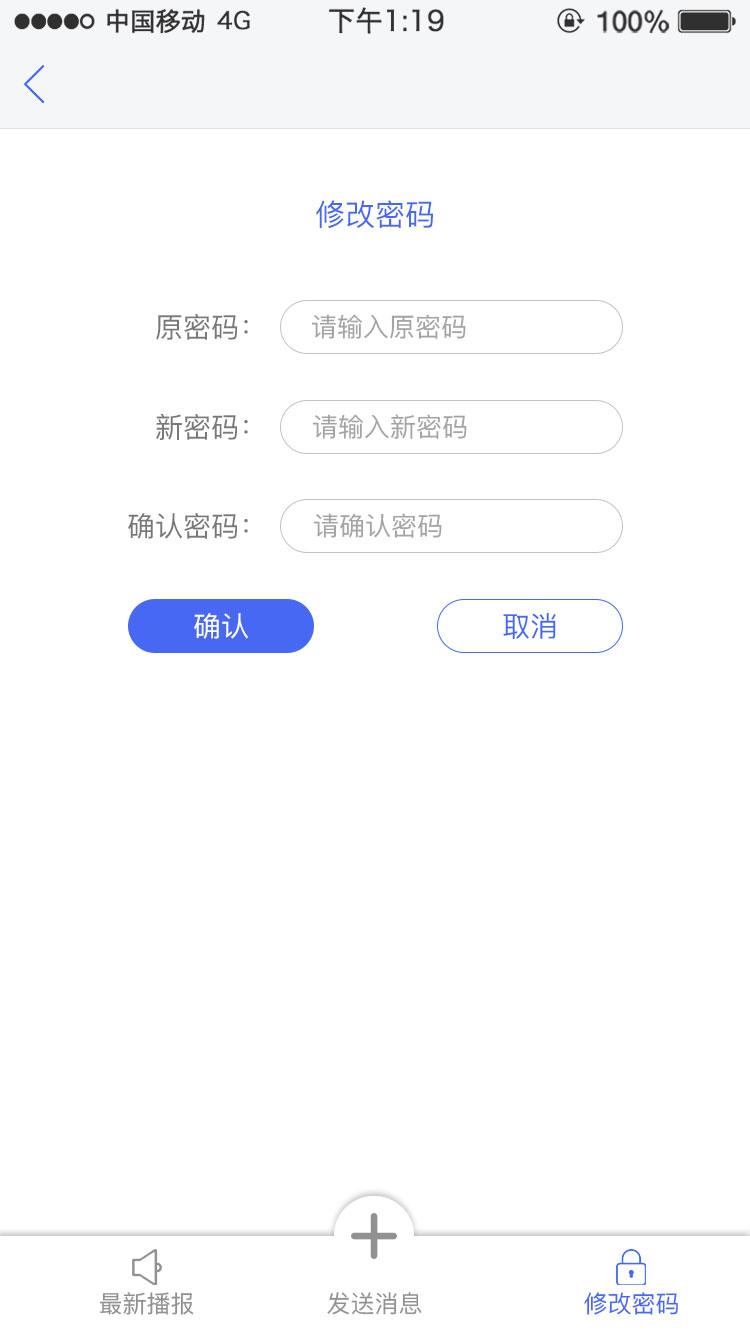 中国移动 4G 下午1:19 100%
修改密码
原密码： 请输入原密码
新密码： 请输入新密码
确认密码： 请确认密码
确认 取消
最新播报 发送消息 修改密码